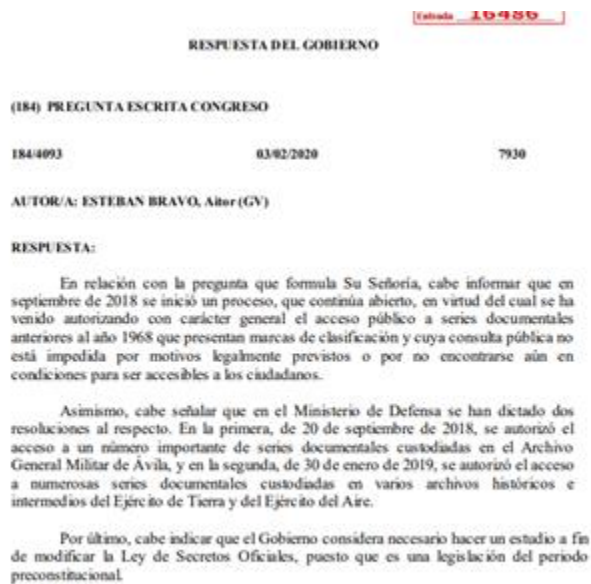 Entrada 16486
RESPUESTA DEL GOBIERNO
(184) PREGUNTA ESCRITA CONGRESO
184/4093 03/02/2020 7930
AUTOR/A: ESTEBAN BRAVO, Aitor (GV)
RESPUESTA:
En relación con la pregunta que formula Su Señoría, cabe informar que en
septiembre de 2018 se inició un proceso, que continúa abierto, en virtud del cual se ha
venido autorizando con carácter general el acceso público a series documentales
anteriores al año 1968 que presentan marcas de clasificación y cuya consulta pública no
está impedida por motivos legalmente previstos o por no encontrarse aún en
condiciones para ser accesibles a los ciudadanos.
Asimismo, cabe señalar que en el Ministerio de Defensa se han dictado dos
resoluciones al respecto. En la primera, de 20 de septiembre de 2018, se autorizó el
acceso a un número importante de series documentales custodiadas en el Archivo
General Militar de Ávila, y en la segunda, de 30 de enero de 2019, se autorizó el acceso
a numerosas series documentales custodiadas en varios archivos históricos e
intermedios del Ejército de Tierra y del Ejército del Aire.
Por último, cabe indicar que el Gobierno considera necesario hacer un estudio a fin
de modificar la Ley de Secretos Oficiales, puesto que es una legislación del periodo
preconstitucional.